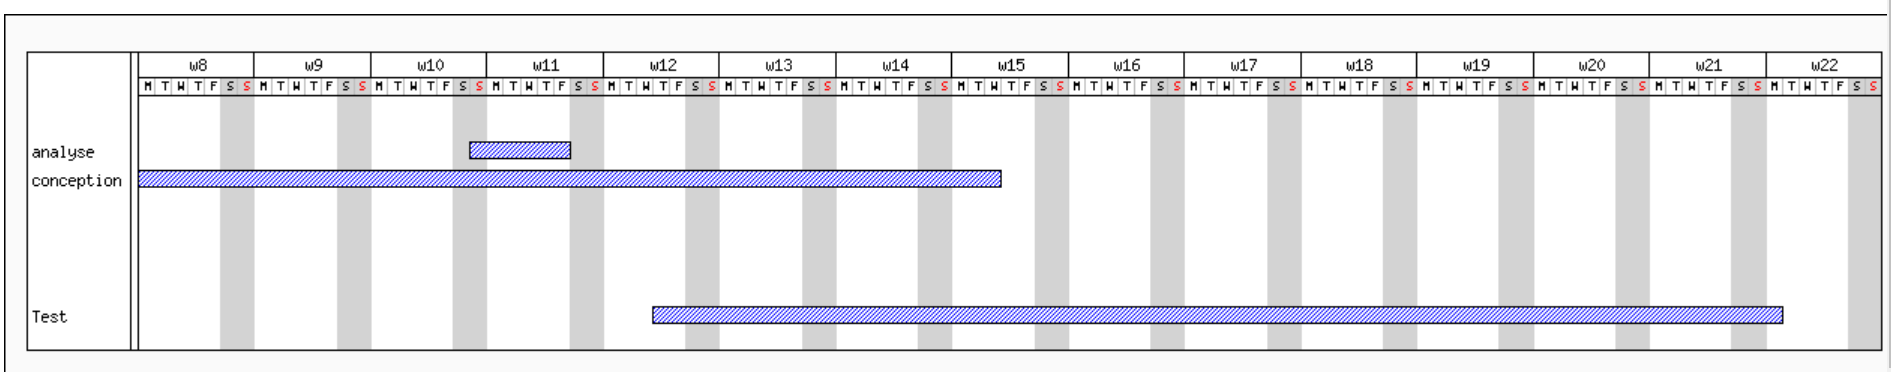 w8 w9 w10 w11 w12 w13 w14 w15 w16 w17 w18 w19 w20 w21 w22
M T W T F S S M T W T F S S M T W T F S S M T W T F S S M T W T F S S M T W T F S S M T W T F S S M T W T F S S M T W T F S S M T W T F S S M T W T F S S M T W T F S S M T W T F S S M T W T F S S M T W T F S S
analyse
conception
Test